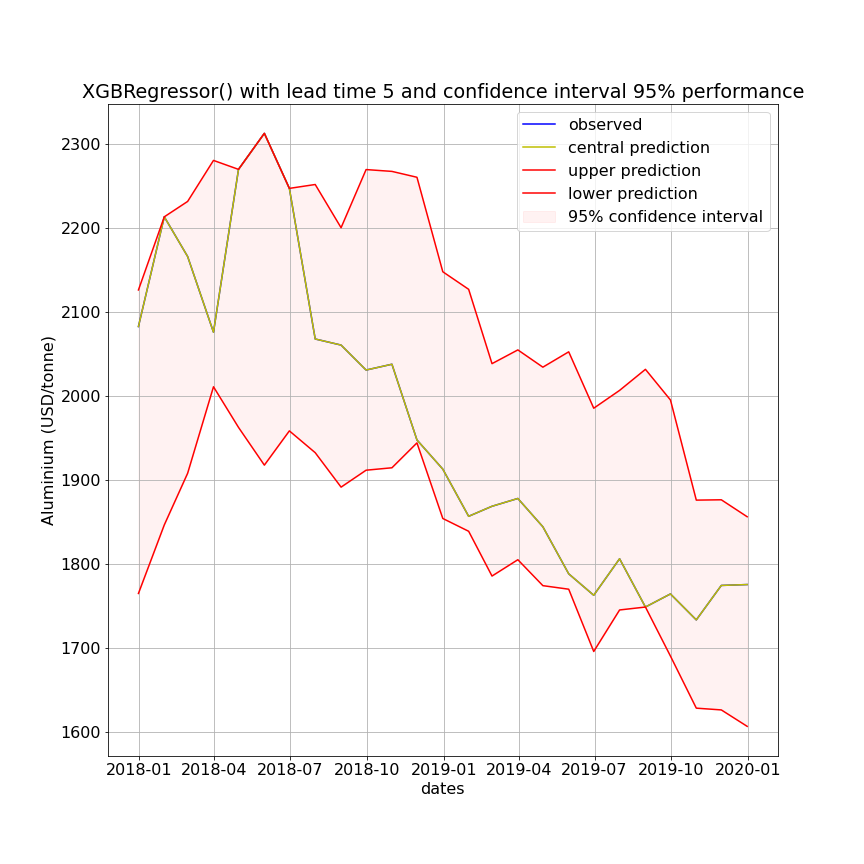 XGBRegressor() with lead time 5 and confidence interval 95% performance
observed
central prediction
upper prediction
lower prediction
95% confidence interval
2300
2200
2100
2000
1900
1800
1700
1600
Aluminium (USD/tonne)
2018-01 2018-04 2018-07 2018-10 2019-01 2019-04 2019-07 2019-10 2020-01
dates